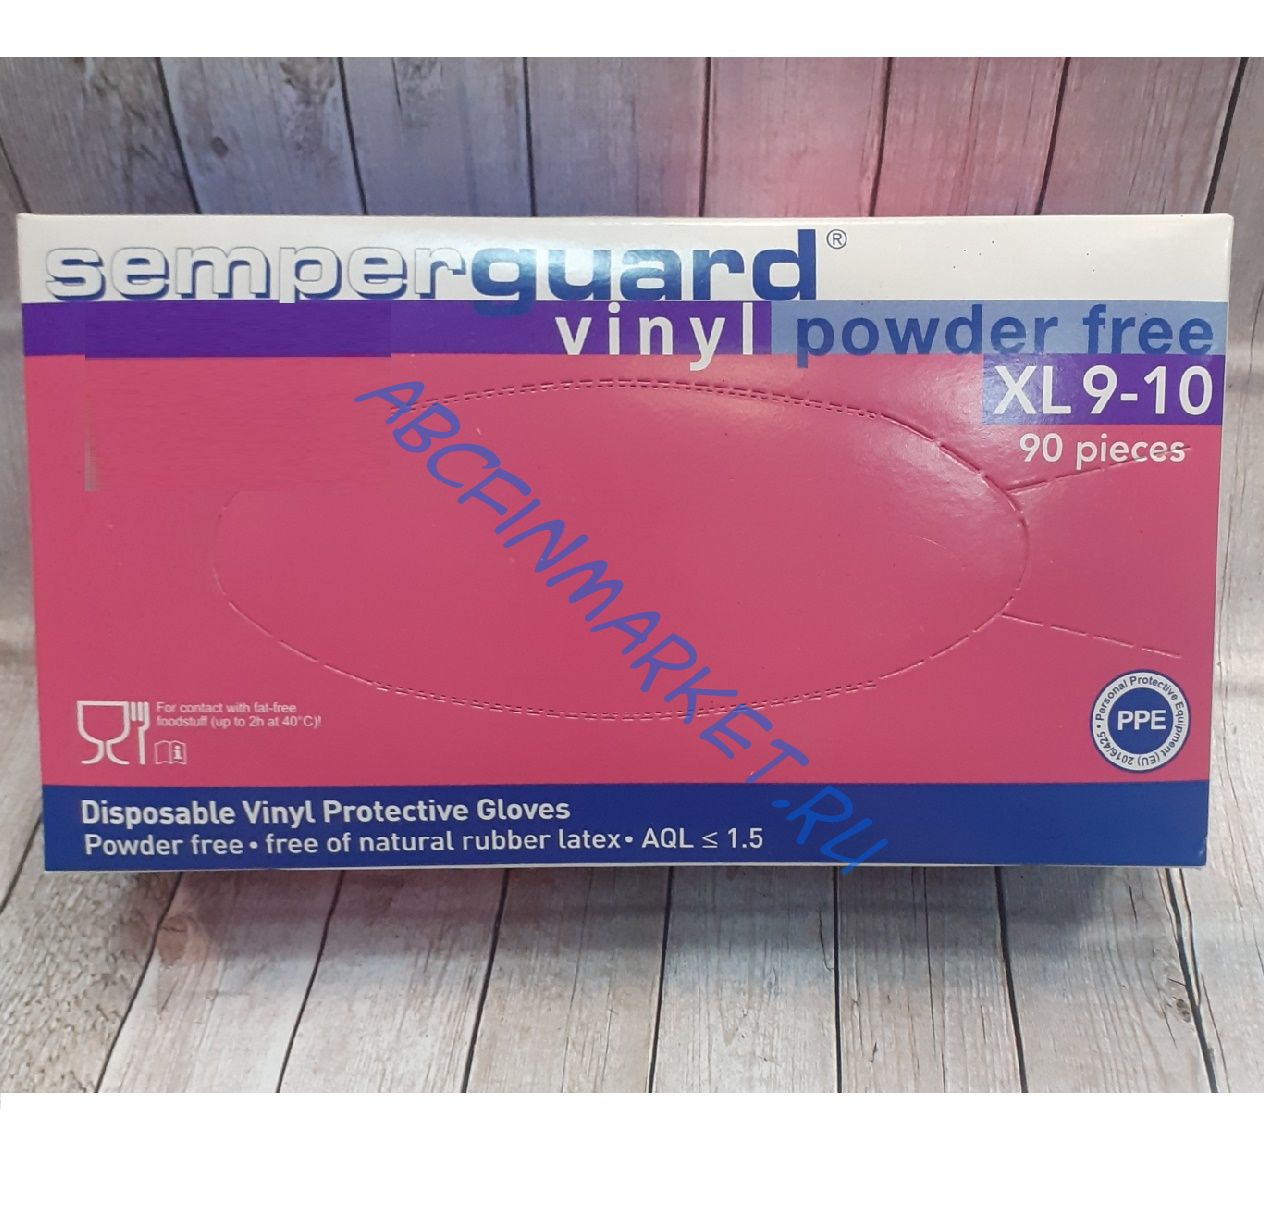 semperguard®
vinyl powder free
XL 9-10
90 pieces
ABCFINMARKET.RU
For contact with fat-free
foodstuff (up to 2h at 40°C)!
i
Personal Protective Equipment (EU) 2016/425 •
PPE
Disposable Vinyl Protective Gloves
Powder free • free of natural rubber latex • AQL ≤ 1.5